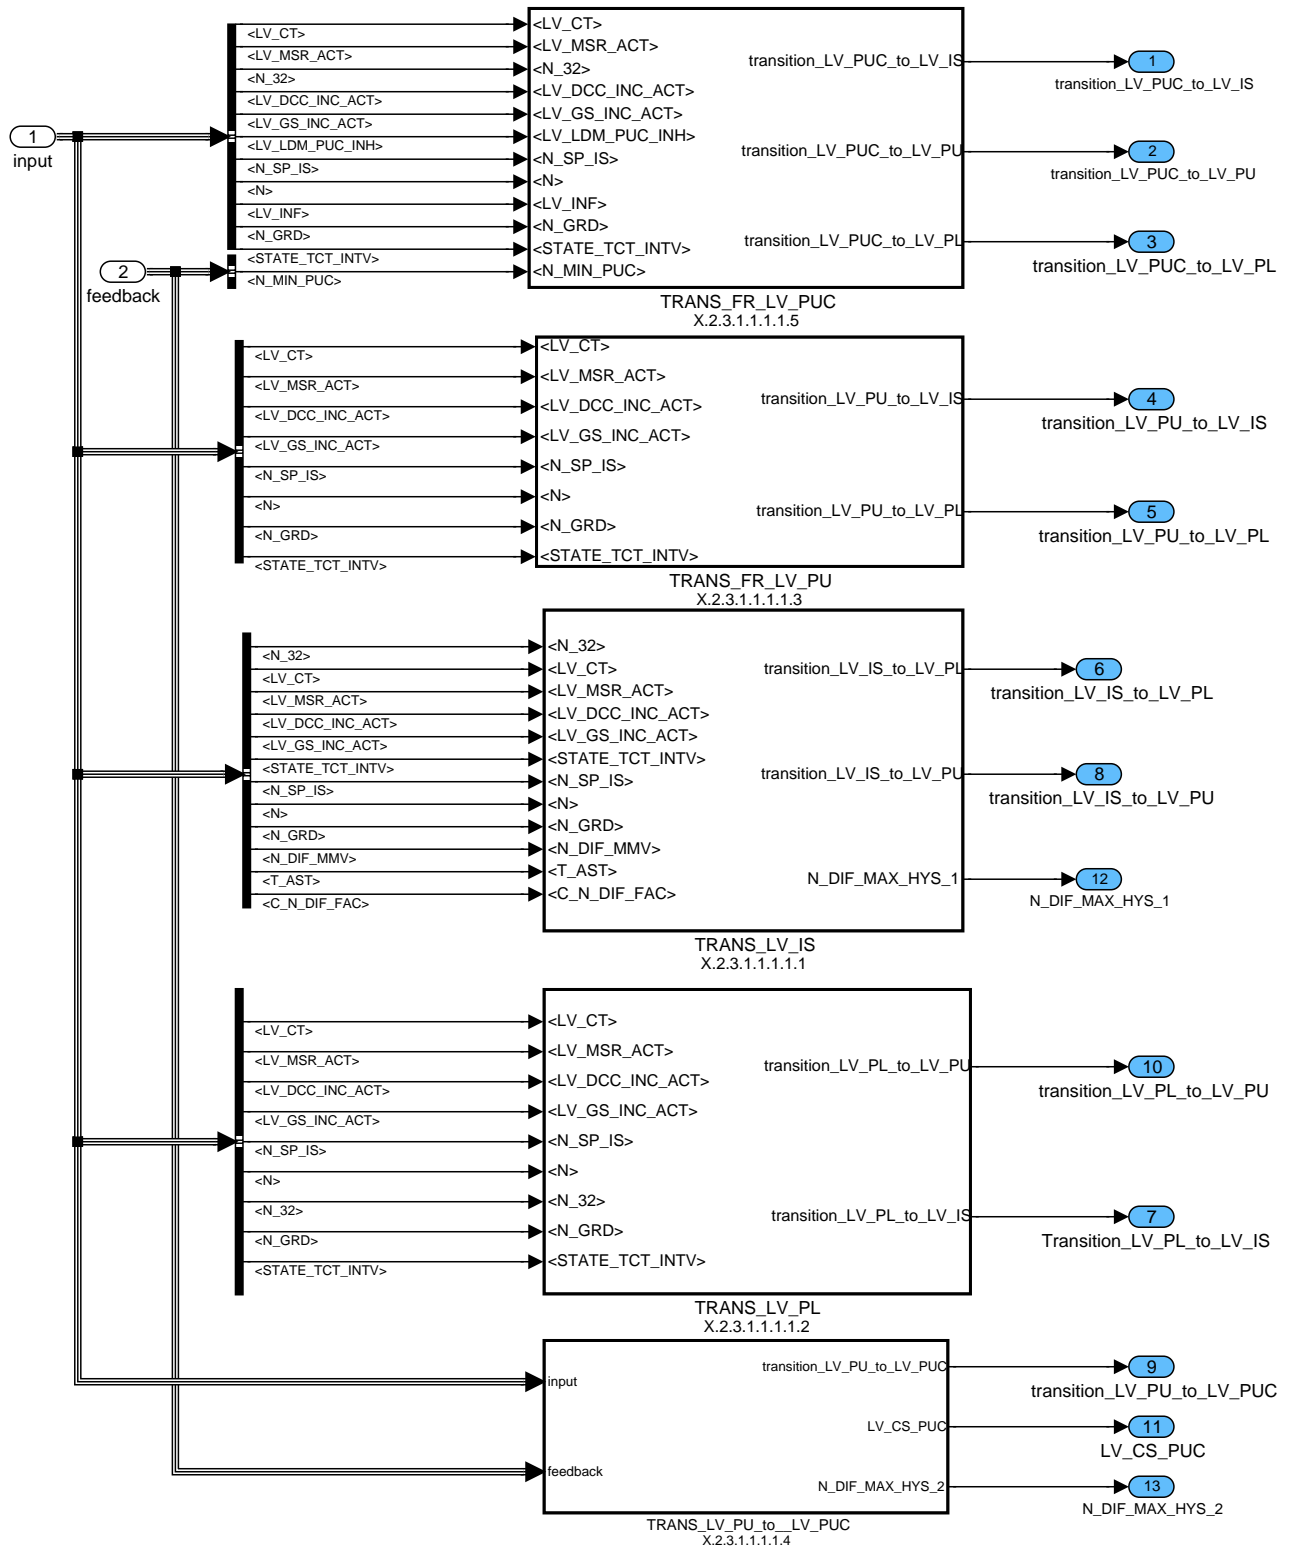 1
input
2
feedback
<LV_CT>
<LV_MSR_ACT>
<N_32>
<LV_DCC_INC_ACT>
<LV_GS_INC_ACT>
<LV_LDM_PUC_INH>
<N_SP_IS>
<N>
<LV_INF>
<N_GRD>
<STATE_TCT_INTV>
<N_MIN_PUC>
<LV_CT>
<LV_MSR_ACT>
<N_32>
<LV_DCC_INC_ACT>
<LV_GS_INC_ACT>
<LV_LDM_PUC_INH>
<N_SP_IS>
<N>
<LV_INF>
<N_GRD>
<STATE_TCT_INTV>
<N_MIN_PUC>
transition_LV_PUC_to_LV_IS
transition_LV_PUC_to_LV_PU
transition_LV_PUC_to_LV_PL
1
transition_LV_PUC_to_LV_IS
2
transition_LV_PUC_to_LV_PU
3
transition_LV_PUC_to_LV_PL
TRANS_FR_LV_PUC
X.2.3.1.1.1.1.5
<LV_CT>
<LV_MSR_ACT>
<LV_DCC_INC_ACT>
<LV_GS_INC_ACT>
<N_SP_IS>
<N>
<N_GRD>
<STATE_TCT_INTV>
<LV_CT>
<LV_MSR_ACT>
<LV_DCC_INC_ACT>
<LV_GS_INC_ACT>
<N_SP_IS>
<N>
<N_GRD>
<STATE_TCT_INTV>
transition_LV_PU_to_LV_IS
transition_LV_PU_to_LV_PL
4
transition_LV_PU_to_LV_IS
5
transition_LV_PU_to_LV_PL
TRANS_FR_LV_PU
X.2.3.1.1.1.1.3
<N_32>
<LV_CT>
<LV_MSR_ACT>
<LV_DCC_INC_ACT>
<LV_GS_INC_ACT>
<STATE_TCT_INTV>
<N_SP_IS>
<N>
<N_GRD>
<N_DIF_MMV>
<T_AST>
<C_N_DIF_FAC>
<N_32>
<LV_CT>
<LV_MSR_ACT>
<LV_DCC_INC_ACT>
<LV_GS_INC_ACT>
<STATE_TCT_INTV>
<N_SP_IS>
<N>
<N_GRD>
<N_DIF_MMV>
<T_AST>
<C_N_DIF_FAC>
transition_LV_IS_to_LV_PL
transition_LV_IS_to_LV_PU
N_DIF_MAX_HYS_1
6
transition_LV_IS_to_LV_PL
8
transition_LV_IS_to_LV_PU
12
N_DIF_MAX_HYS_1
TRANS_LV_IS
X.2.3.1.1.1.1.1
<LV_CT>
<LV_MSR_ACT>
<LV_DCC_INC_ACT>
<LV_GS_INC_ACT>
<N_SP_IS>
<N>
<N_32>
<N_GRD>
<STATE_TCT_INTV>
<LV_CT>
<LV_MSR_ACT>
<LV_DCC_INC_ACT>
<LV_GS_INC_ACT>
<N_SP_IS>
<N>
<N_32>
<N_GRD>
<STATE_TCT_INTV>
transition_LV_PL_to_LV_PU
transition_LV_PL_to_LV_IS
10
transition_LV_PL_to_LV_PU
7
Transition_LV_PL_to_LV_IS
TRANS_LV_PL
X.2.3.1.1.1.1.2
input
feedback
transition_LV_PU_to_LV_PUC
LV_CS_PUC
N_DIF_MAX_HYS_2
9
transition_LV_PU_to_LV_PUC
11
LV_CS_PUC
13
N_DIF_MAX_HYS_2
TRANS_LV_PU_to__LV_PUC
X.2.3.1.1.1.1.4